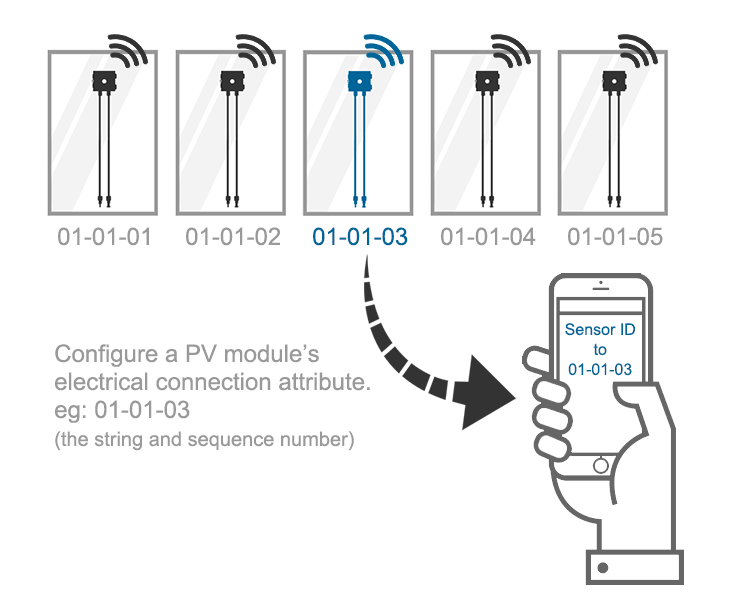 01-01-01
01-01-02
01-01-03
01-01-04
01-01-05
Sensor ID
to
01-01-03
Configure a PV module’s
electrical connection attribute.
eg: 01-01-03
(the string and sequence number)